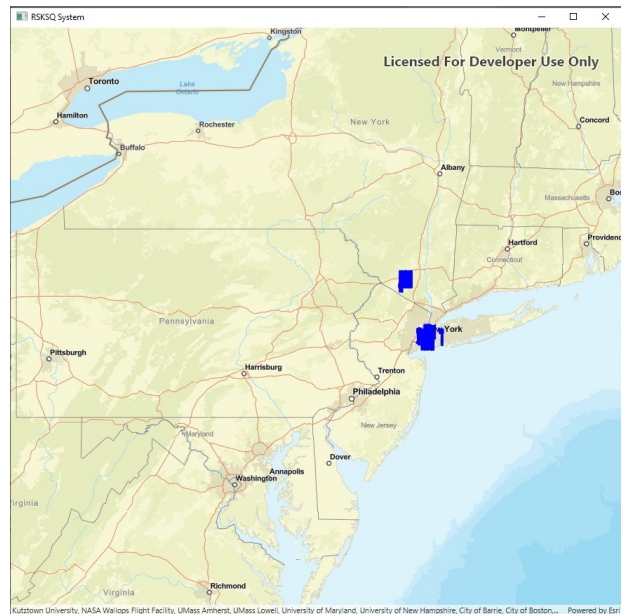 RSKSQ System
Kingston
Montpelier
Licensed For Developer Use Only
Vermont
Toronto
Lake
Ontario
New Hampshire
Hamilton
Rochester
New York
Concord
Buffalo
Albany
Massachusetts
Bos
Hartford
Providence
Connecticut
York
Pennsylvania
Pittsburgh
Harrisburg
Trenton
Philadelphia
New Jersey
Maryland
Dover
Annapolis
Washington
Virginia
Richmond
Kutztown University, NASA Wallops Flight Facility, UMass Amherst, UMass Lowell, University of Maryland, University of New Hampshire, City of Barrie, City of Boston,... Powered by Esri